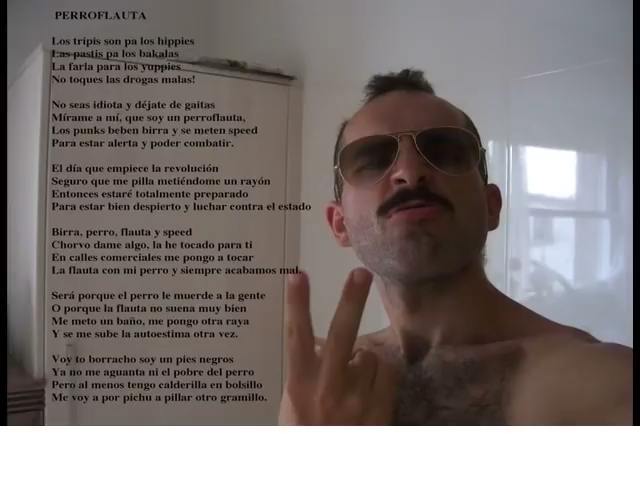 PERROFLAUTA
Los tripis son pa los hippies
Las pastis pa los bakalas
La farla para los yuppies
No toques las drogas malas!
No seas idiota y déjate de gaitas
Mírame a mí, que soy un perroflauta,
Los punks beben birra y se meten speed
Para estar alerta y poder combatir.
El día que empiece la revolución
Seguro que me pilla metiéndome un rayón
Entonces estaré totalmente preparado
Para estar bien despierto y luchar contra el estado
Birra, perro, flauta y speed
Chorvo dame algo, la he tocado para ti
En calles comerciales me pongo a tocar
La flauta con mi perro y siempre acabamos mal.
Será porque el perro le muerde a la gente
O porque la flauta no suena muy bien
Me meto un baño, me pongo otra raya
Y se me sube la autoestima otra vez.
Voy to borracho soy un pies negros
Ya no me aguanta ni el pobre del perro
Pero al menos tengo calderilla en bolsillo
Me voy a por pichu a pillar otro gramillo.